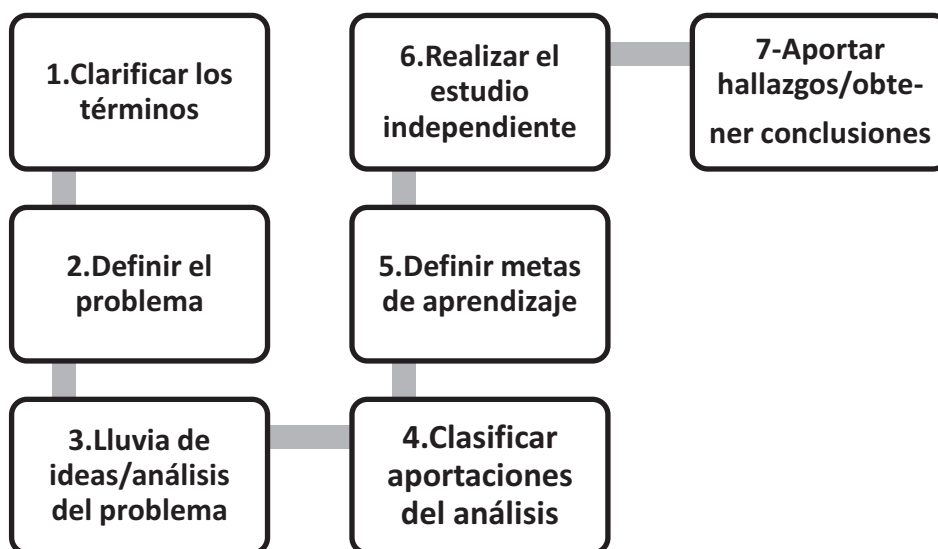 1.Clarificar los
términos
2.Definir el
problema
3.Lluvia de
ideas/análisis
del problema
4.Clasificar
aportaciones
del análisis
5.Definir metas
de aprendizaje
6.Realizar el
estudio
independiente
7-Aportar
hallazgos/obte-
ner conclusiones